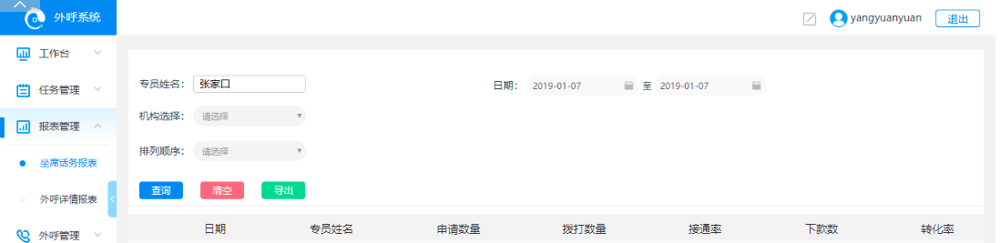 外呼系统
yangyuanyuan
退出
工作台
任务管理
报表管理
坐席话务报表
外呼详情报表
外呼管理
专员姓名： 张家口
日期： 2019-01-07 至 2019-01-07
机构选择： 请选择
排列顺序： 请选择
查询 清空 导出
日期 专员姓名 申请数量 拨打数量 接通率 下款数 转化率